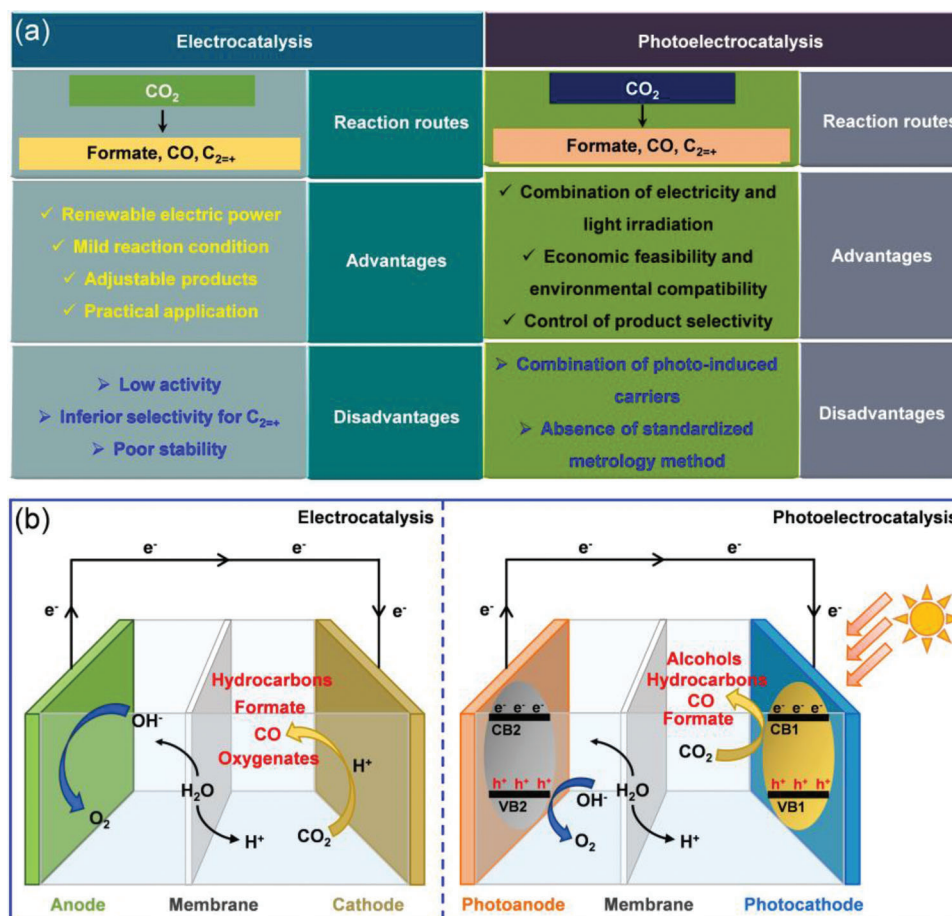 (a)
Electrocatalysis
Photoelectrocatalysis
CO2
Formate, CO, C2=+
Reaction routes
CO2
Formate, CO, C2=+
Reaction routes
✓ Renewable electric power
✓ Mild reaction condition
✓ Adjustable products
✓ Practical application
Advantages
✓ Combination of electricity and
light irradiation
✓ Economic feasibility and
environmental compatibility
✓ Control of product selectivity
Advantages
➢ Low activity
➢ Inferior selectivity for C2=+
➢ Poor stability
Disadvantages
➢ Combination of photo-induced
carriers
➢ Absence of standardized
metrology method
Disadvantages
(b)
Electrocatalysis
e-
e-
e-
e-
Hydrocarbons
Formate
CO
Oxygenates
OH-
H+
H2O
O2
H+
CO2
Anode
Membrane
Cathode
Photoelectrocatalysis
e-
e-
e-
e-
Alcohols
Hydrocarbons
CO
Formate
e- e- e-
CB2
e- e- e-
CB1
CO2
h+ h+ h+
VB2
h+ h+ h+
VB1
OH-
H2O
O2
H+
Photoanode
Membrane
Photocathode